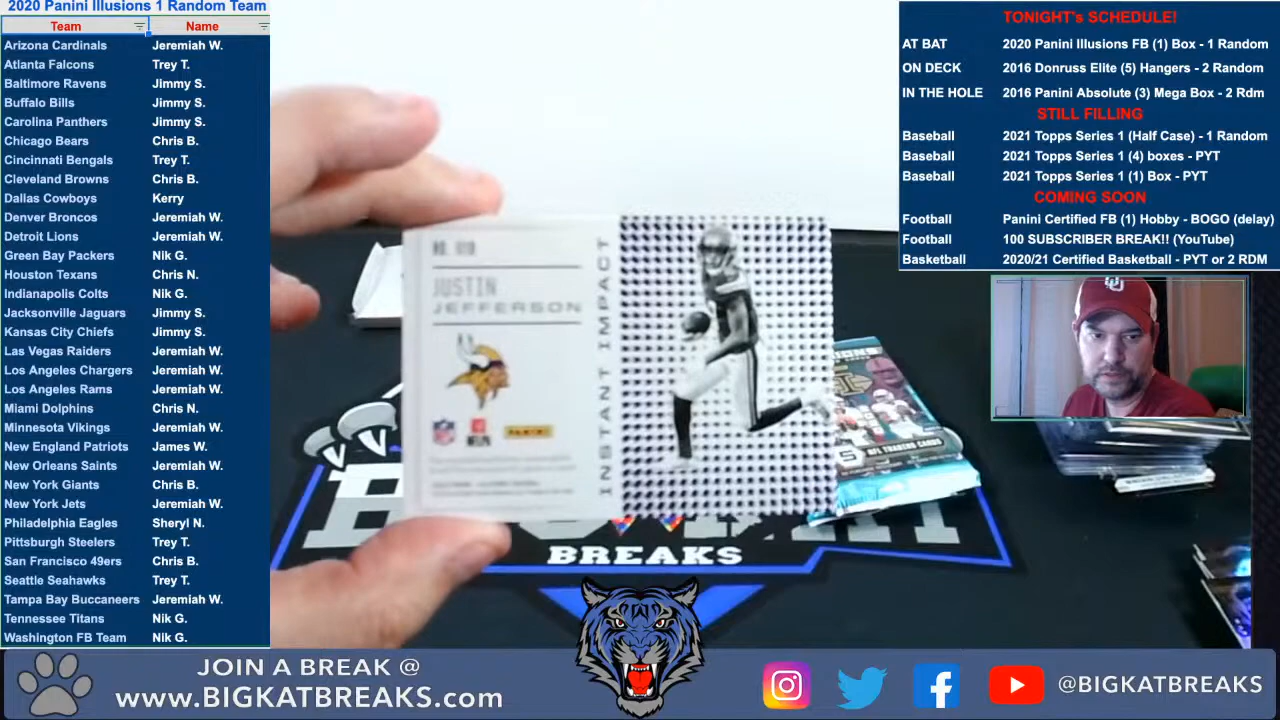 2020 Panini Illusions 1 Random Team
Team Name
Arizona Cardinals Jeremiah W.
Atlanta Falcons Trey T.
Baltimore Ravens Jimmy S.
Buffalo Bills Jimmy S.
Carolina Panthers Jimmy S.
Chicago Bears Chris B.
Cincinnati Bengals Trey T.
Cleveland Browns Chris B.
Dallas Cowboys Kerry
Denver Broncos Jeremiah W.
Detroit Lions Jeremiah W.
Green Bay Packers Nik G.
Houston Texans Chris N.
Indianapolis Colts Nik G.
Jacksonville Jaguars Jimmy S.
Kansas City Chiefs Jimmy S.
Las Vegas Raiders Jeremiah W.
Los Angeles Chargers Jeremiah W.
Los Angeles Rams Jeremiah W.
Miami Dolphins Chris N.
Minnesota Vikings Jeremiah W.
New England Patriots James W.
New Orleans Saints Jeremiah W.
New York Giants Chris B.
New York Jets Jeremiah W.
Philadelphia Eagles Sheryl N.
Pittsburgh Steelers Trey T.
San Francisco 49ers Chris B.
Seattle Seahawks Trey T.
Tampa Bay Buccaneers Jeremiah W.
Tennessee Titans Nik G.
Washington FB Team Nik G.
TONIGHT's SCHEDULE!
AT BAT 2020 Panini Illusions FB (1) Box - 1 Random
ON DECK 2016 Donruss Elite (5) Hangers - 2 Random
IN THE HOLE 2016 Panini Absolute (3) Mega Box - 2 Rdm
STILL FILLING
Baseball 2021 Topps Series 1 (Half Case) - 1 Random
Baseball 2021 Topps Series 1 (4) boxes - PYT
Baseball 2021 Topps Series 1 (1) Box - PYT
COMING SOON
Football Panini Certified FB (1) Hobby - BOGO (delay)
Football 100 SUBSCRIBER BREAK!! (YouTube)
Basketball 2020/21 Certified Basketball - PYT or 2 RDM
JUSTIN
JEFFERSON
INSTANT IMPACT
PANINI
NFL TRADING CARDS
BREAKS
JOIN A BREAK @
www.BIGKATBREAKS.com
@BIGKATBREAKS